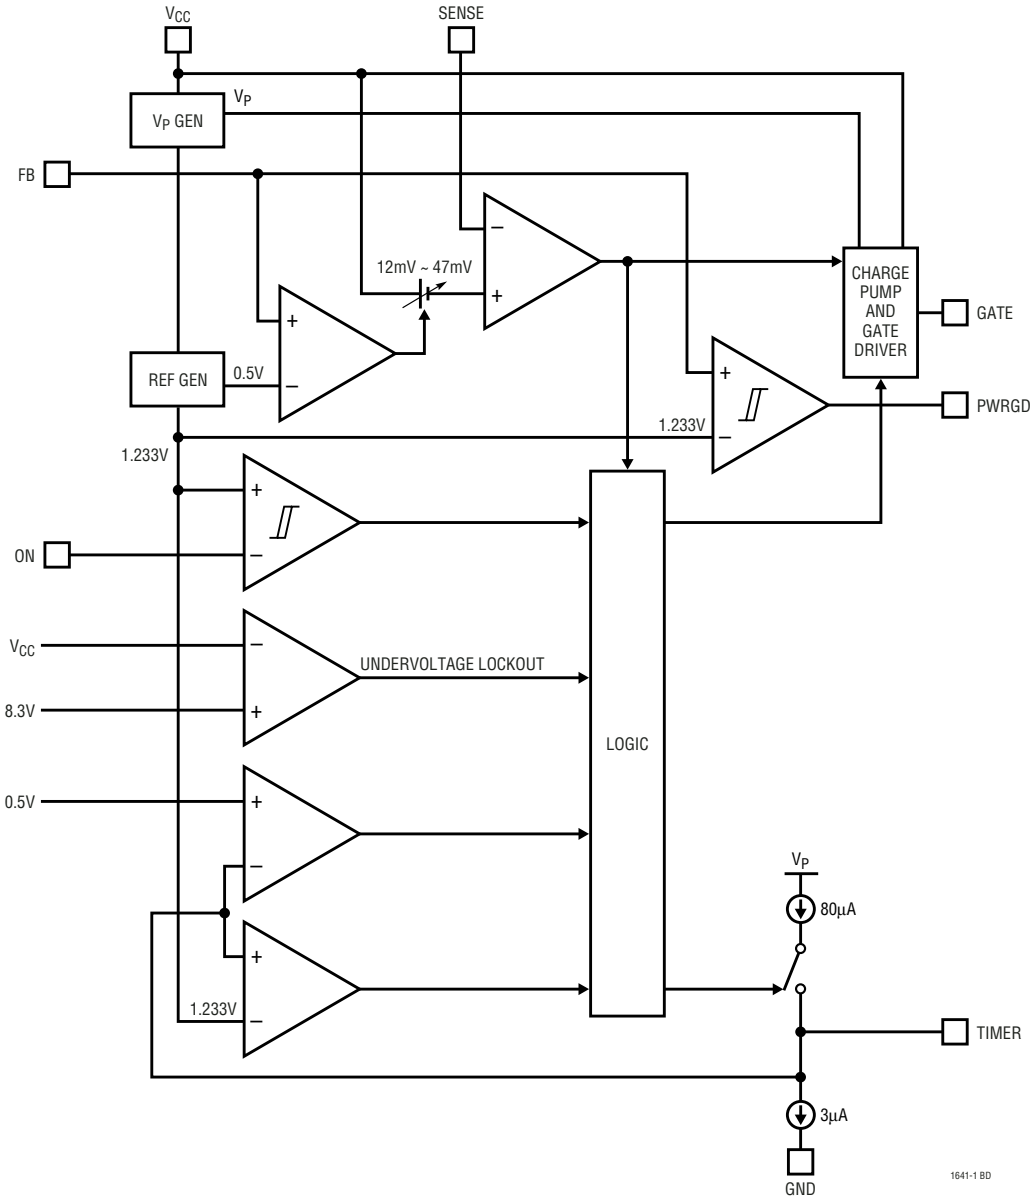 VCC
SENSE
VP
VP GEN
FB
12mV ~ 47mV
−
+
CHARGE
PUMP
AND
GATE
DRIVER
GATE
+
−
REF GEN
0.5V
+
−
PWRGD
1.233V
1.233V
+
−
ON
VCC
−
UNDERVOLTAGE LOCKOUT
8.3V
+
LOGIC
0.5V
+
−
VP
80µA
+
1.233V
−
TIMER
3µA
GND
1641-1 BD